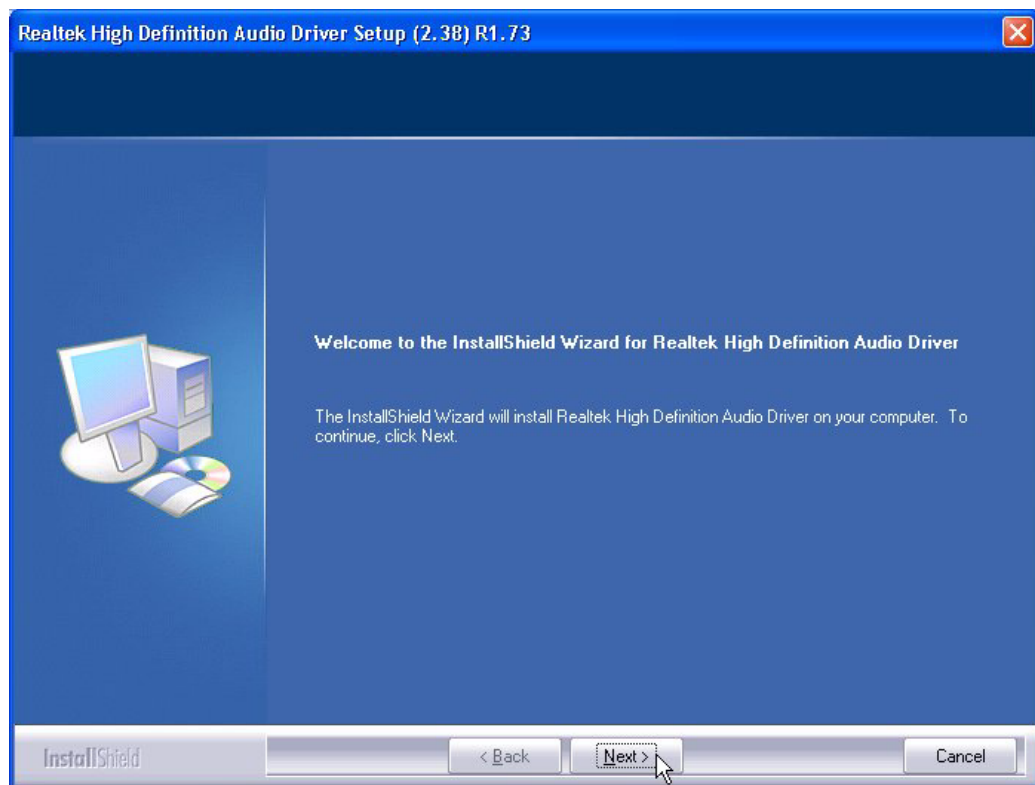 Realtek High Definition Audio Driver Setup (2.38) R1.73
Welcome to the InstallShield Wizard for Realtek High Definition Audio Driver
The InstallShield Wizard will install Realtek High Definition Audio Driver on your computer.  To
continue, click Next.
InstallShield
< Back
Next >
Cancel